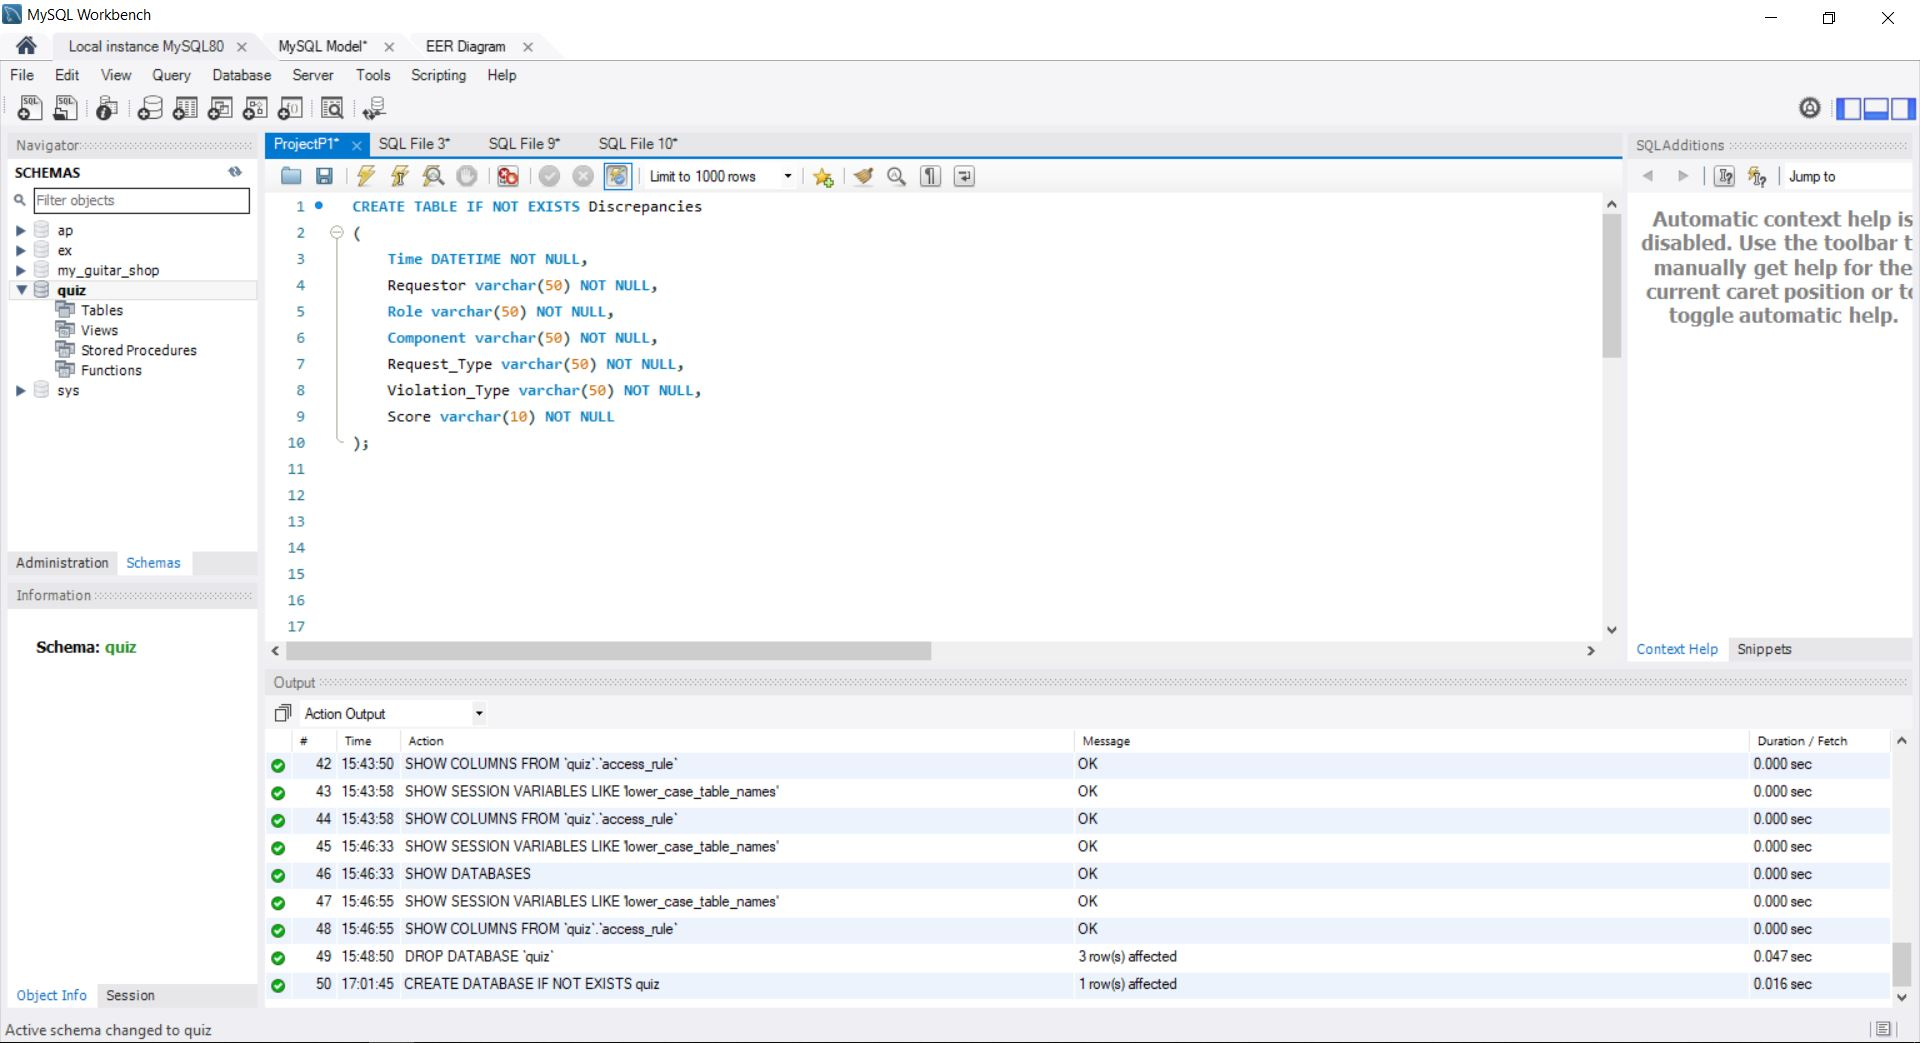 MySQL Workbench
Local instance MySQL80
MySQL Model*
EER Diagram
File Edit View Query Database Server Tools Scripting Help
Navigator
SCHEMAS
Filter objects
ap
ex
my_guitar_shop
quiz
Tables
Views
Stored Procedures
Functions
sys
Administration Schemas
Information
Schema: quiz
Object Info Session
ProjectP1* SQL File 3* SQL File 9* SQL File 10*
Limit to 1000 rows
1 CREATE TABLE IF NOT EXISTS Discrepancies
2 (
3 Time DATETIME NOT NULL,
4 Requestor varchar(50) NOT NULL,
5 Role varchar(50) NOT NULL,
6 Component varchar(50) NOT NULL,
7 Request_Type varchar(50) NOT NULL,
8 Violation_Type varchar(50) NOT NULL,
9 Score varchar(10) NOT NULL
10 );
11
12
13
14
15
16
17
SQLAdditions
Jump to
Automatic context help is
disabled. Use the toolbar t
manually get help for the
current caret position or to
toggle automatic help.
Context Help Snippets
Output
Action Output
# Time Action Message Duration / Fetch
42 15:43:50 SHOW COLUMNS FROM `quiz`.`access_rule` OK 0.000 sec
43 15:43:58 SHOW SESSION VARIABLES LIKE 'lower_case_table_names' OK 0.000 sec
44 15:43:58 SHOW COLUMNS FROM `quiz`.`access_rule` OK 0.000 sec
45 15:46:33 SHOW SESSION VARIABLES LIKE 'lower_case_table_names' OK 0.000 sec
46 15:46:33 SHOW DATABASES OK 0.000 sec
47 15:46:55 SHOW SESSION VARIABLES LIKE 'lower_case_table_names' OK 0.000 sec
48 15:46:55 SHOW COLUMNS FROM `quiz`.`access_rule` OK 0.000 sec
49 15:48:50 DROP DATABASE `quiz` 3 row(s) affected 0.047 sec
50 17:01:45 CREATE DATABASE IF NOT EXISTS quiz 1 row(s) affected 0.016 sec
Active schema changed to quiz